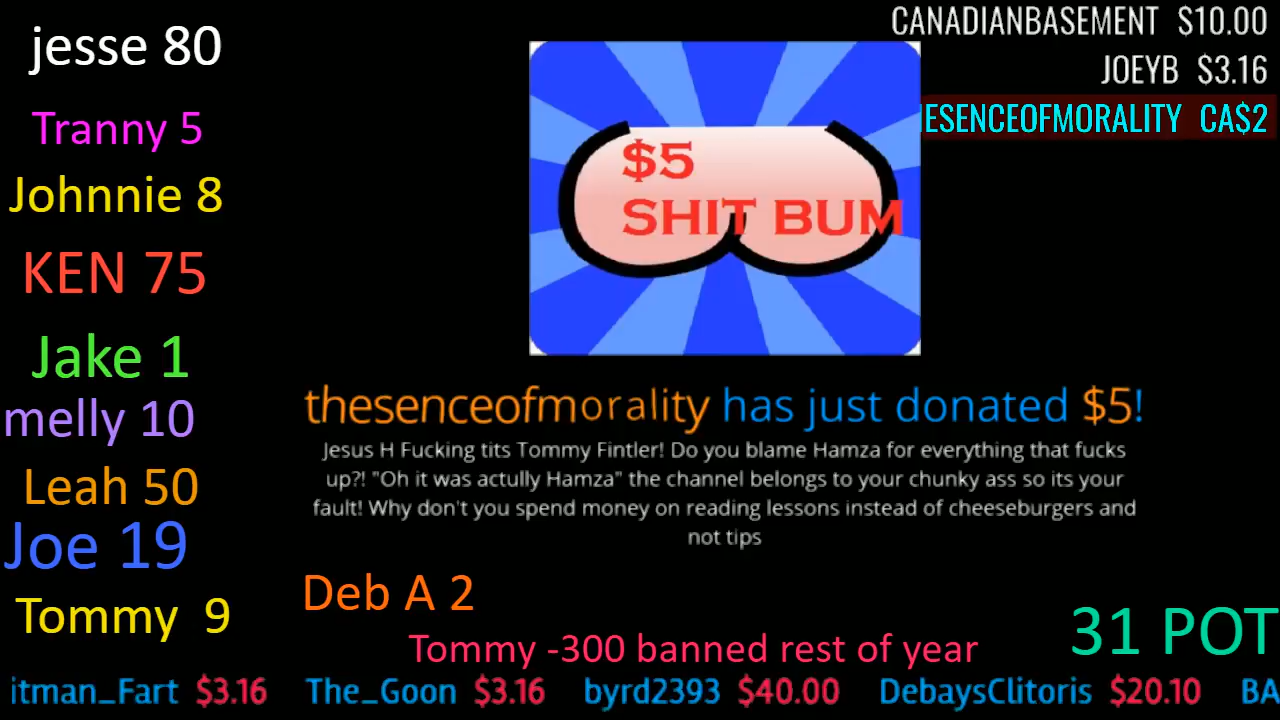 jesse 80
CANADIANBASEMENT $10.00
JOEYB $3.16
ESENCEOFMORALITY CA$2
Tranny 5
Johnnie 8
KEN 75
Jake 1
melly 10
Leah 50
Joe 19
Tommy 9
$5
SHIT BUM
thesenceofmorality has just donated $5!
Jesus H Fucking tits Tommy Fintler! Do you blame Hamza for everything that fucks
up?! "Oh it was actully Hamza" the channel belongs to your chunky ass so its your
fault! Why don't you spend money on reading lessons instead of cheeseburgers and
not tips
Deb A 2
31 POT
Tommy -300 banned rest of year
itman_Fart $3.16 The_Goon $3.16 byrd2393 $40.00 DebaysClitoris $20.10 BA